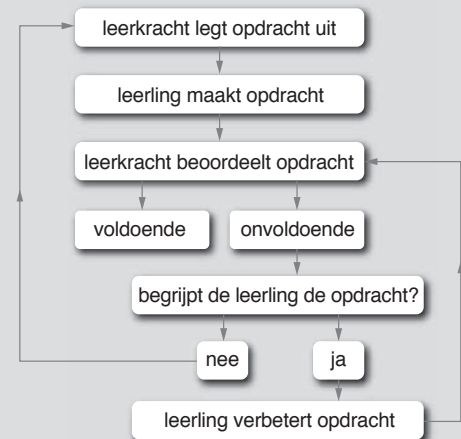 leerkracht legt opdracht uit
leerling maakt opdracht
leerkracht beoordeelt opdracht
voldoende
onvoldoende
begrijpt de leerling de opdracht?
nee
ja
leerling verbetert opdracht